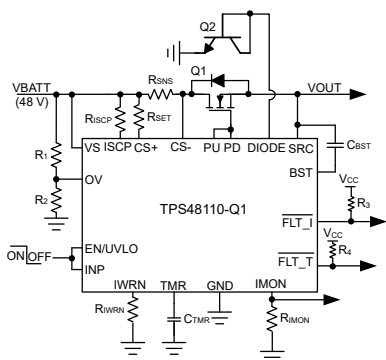 Q2
VBATT
(48 V)
RSNS
Q1
VOUT
RISCP
RSET
VS ISCP CS+ CS- PU PD DIODE SRC
CBST
R1
OV
BST
R2
VCC
R3
TPS48110-Q1
FLT_I
VCC
R4
ON OFF
EN/UVLO
FLT_T
INP
IWRN TMR GND IMON
RIWRN
CTMR
RIMON